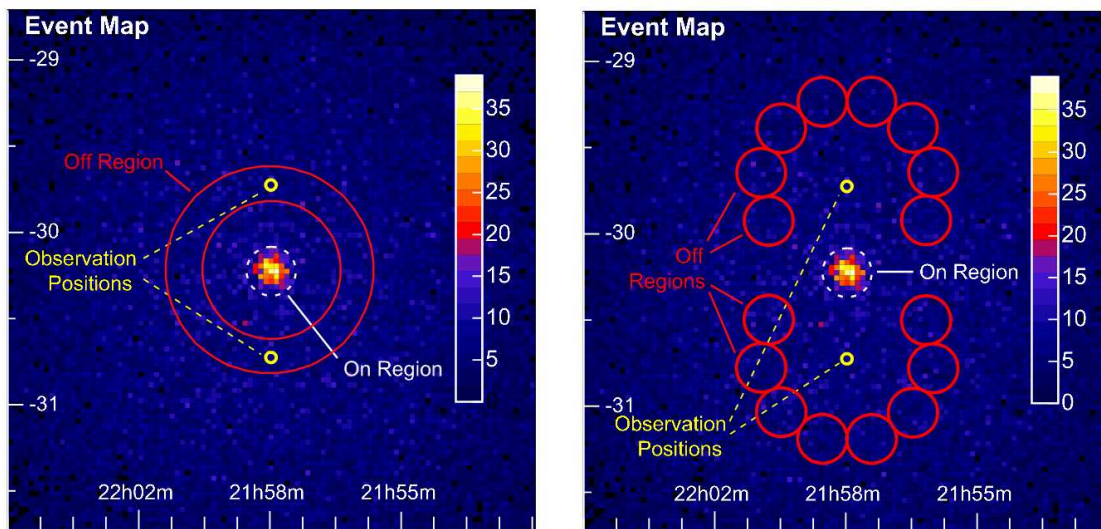 Event Map
-29
-30
-31
Off Region
Observation
Positions
On Region
35
30
25
20
15
10
5
22h02m
21h58m
21h55m
Event Map
-29
-30
-31
Off
Regions
On Region
Observation
Positions
35
30
25
20
15
10
5
0
22h02m
21h58m
21h55m